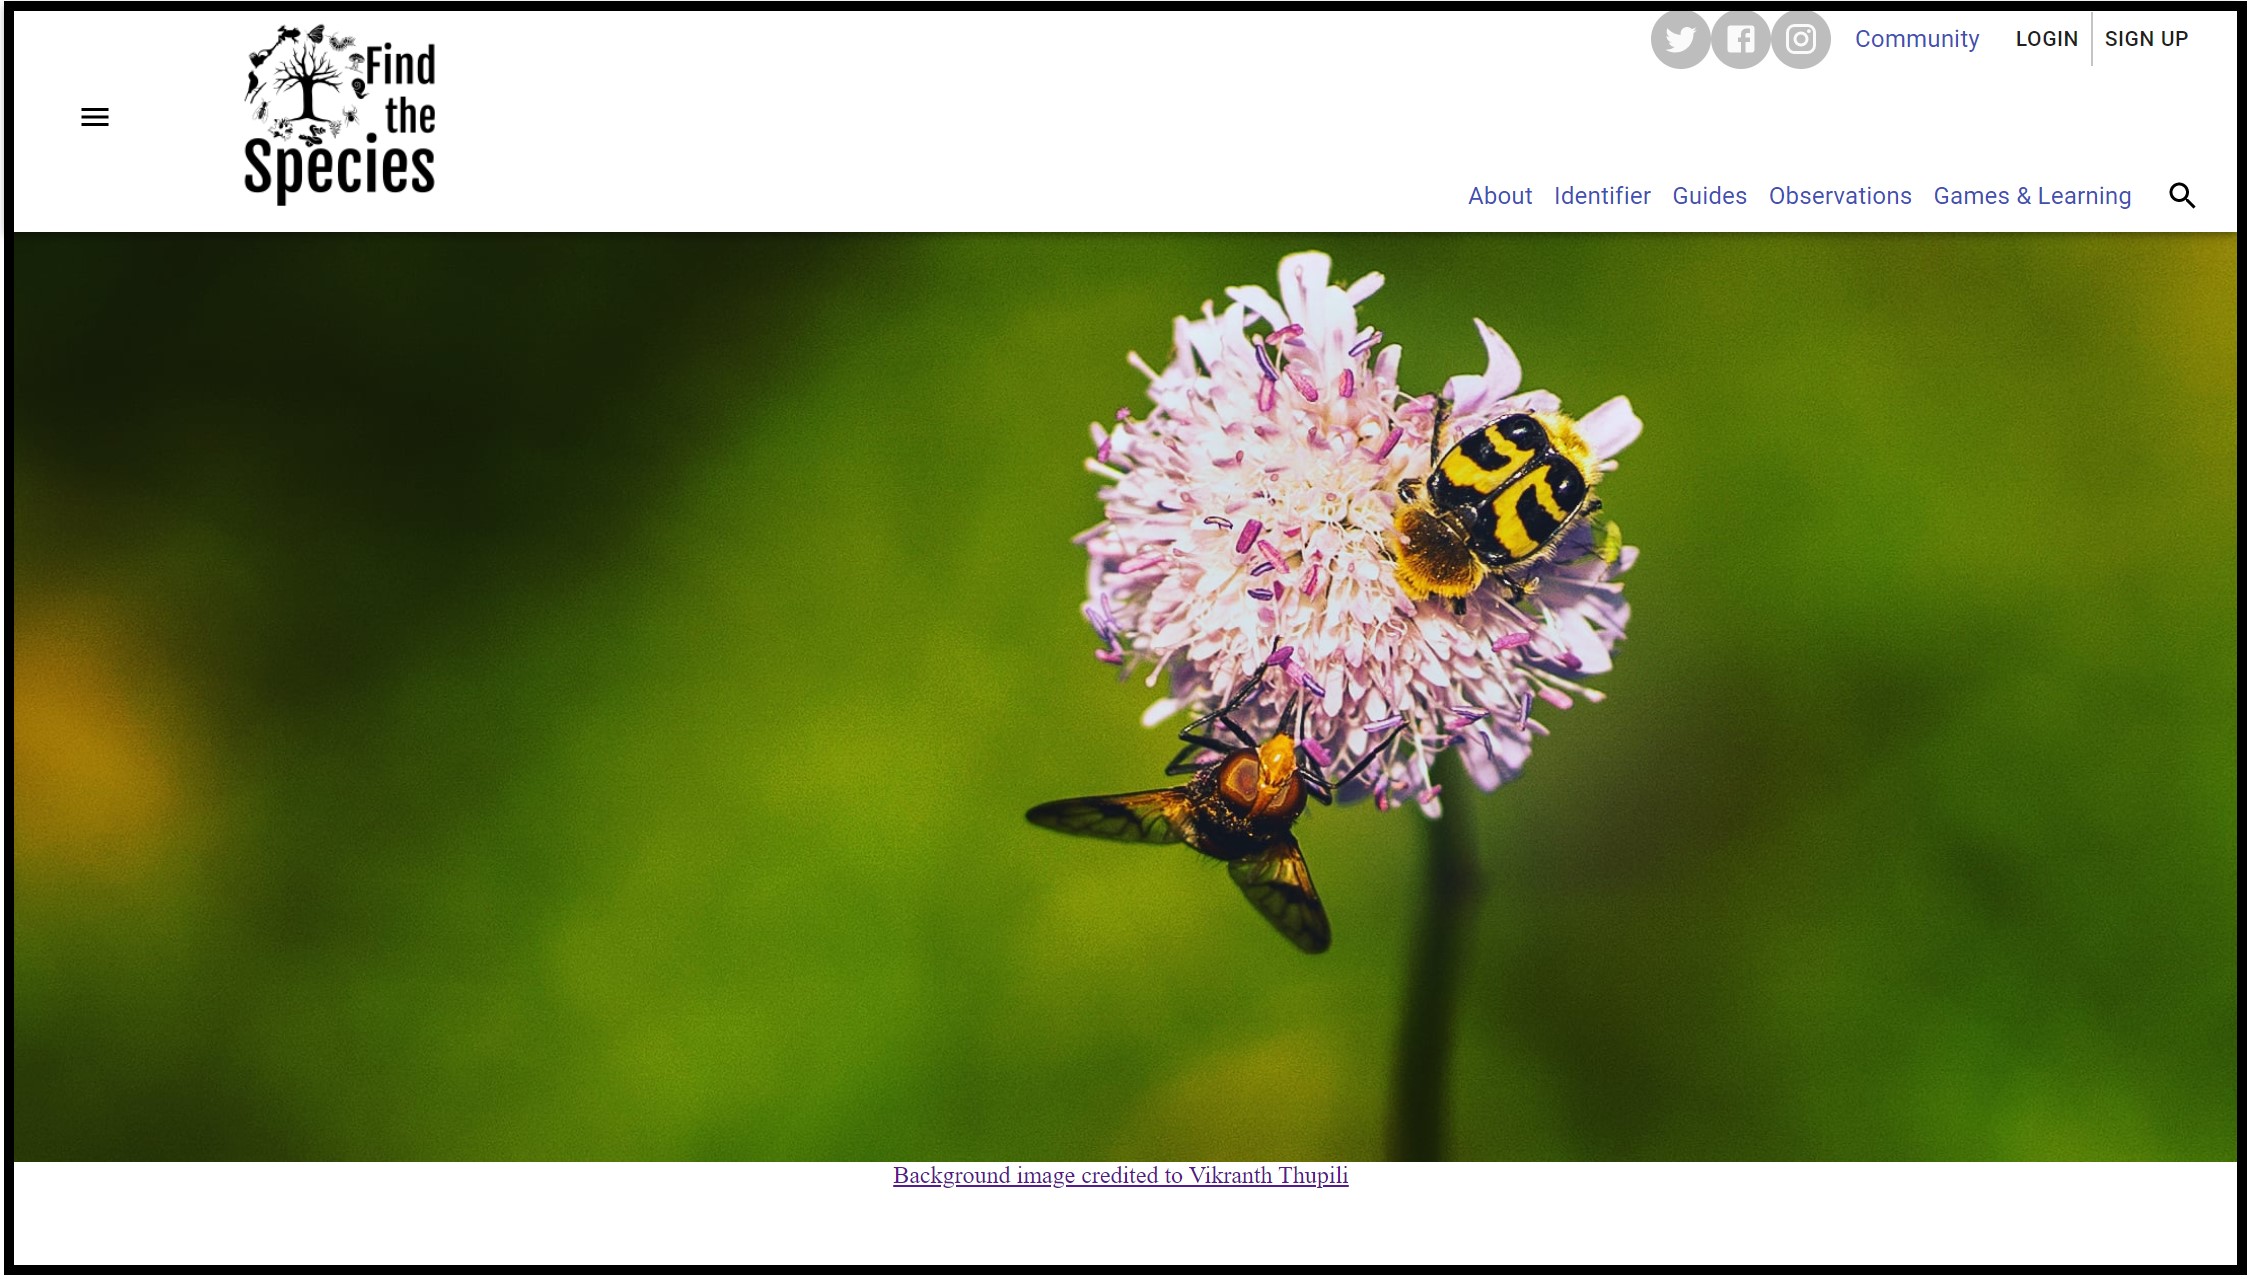 Find
the
Species
Community LOGIN SIGN UP
About Identifier Guides Observations Games & Learning
Background image credited to Vikranth Thupili